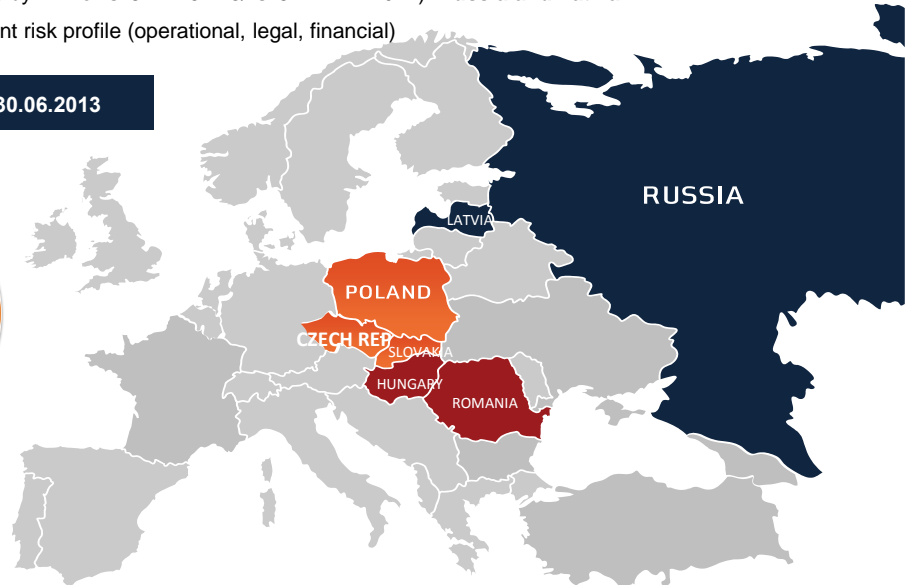 nt risk profile (operational, legal, financial)
30.06.2013
RUSSIA
LATVIA
POLAND
CZECH REP
SLOVAKIA
HUNGARY
ROMANIA